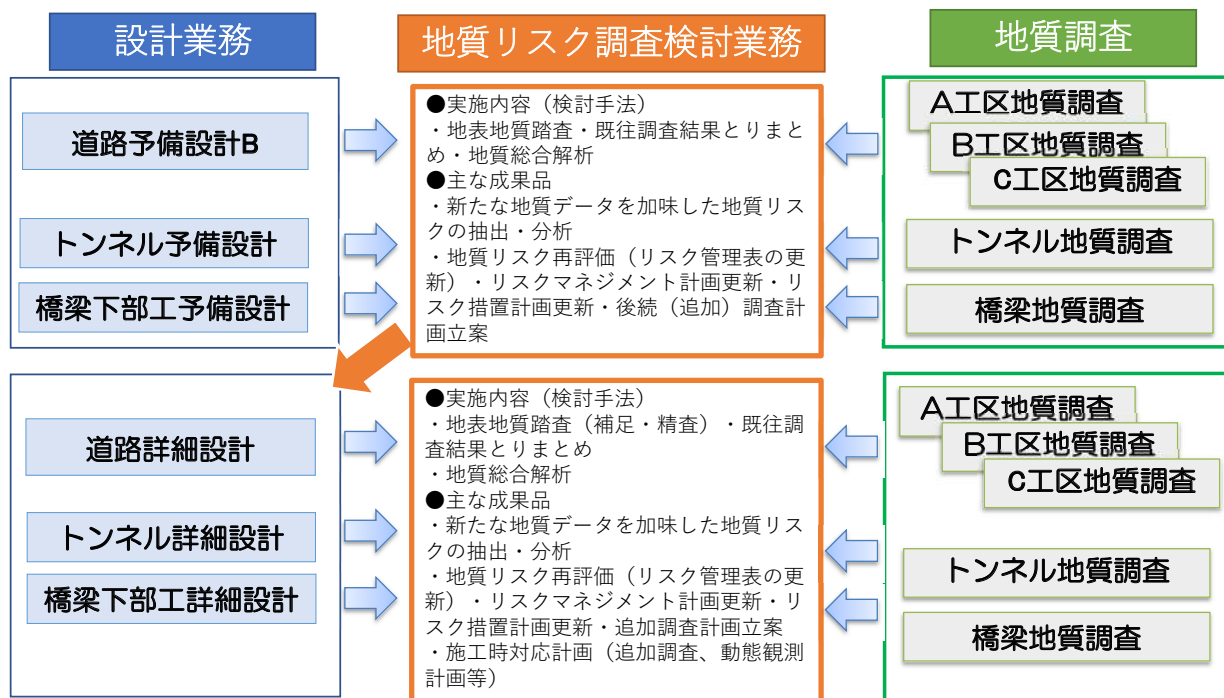 設計業務
地質リスク調査検討業務
地質調査
道路予備設計B
トンネル予備設計
橋梁下部工予備設計
●実施内容（検討手法）
・地表地質踏査・既往調査結果とりまと
め・地質総合解析
●主な成果品
・新たな地質データを加味した地質リス
クの抽出・分析
・地質リスク再評価（リスク管理表の更
新）・リスクマネジメント計画更新・リ
スク措置計画更新・後続（追加）調査計
画立案
A工区地質調査
B工区地質調査
C工区地質調査
トンネル地質調査
橋梁地質調査
道路詳細設計
トンネル詳細設計
橋梁下部工詳細設計
●実施内容（検討手法）
・地表地質踏査（補足・精査）・既往調
査結果とりまとめ
・地質総合解析
●主な成果品
・新たな地質データを加味した地質リス
クの抽出・分析
・地質リスク再評価（リスク管理表の更
新）・リスクマネジメント計画更新・リ
スク措置計画更新・追加調査計画立案
・施工時対応計画（追加調査、動態観測
計画等）
A工区地質調査
B工区地質調査
C工区地質調査
トンネル地質調査
橋梁地質調査